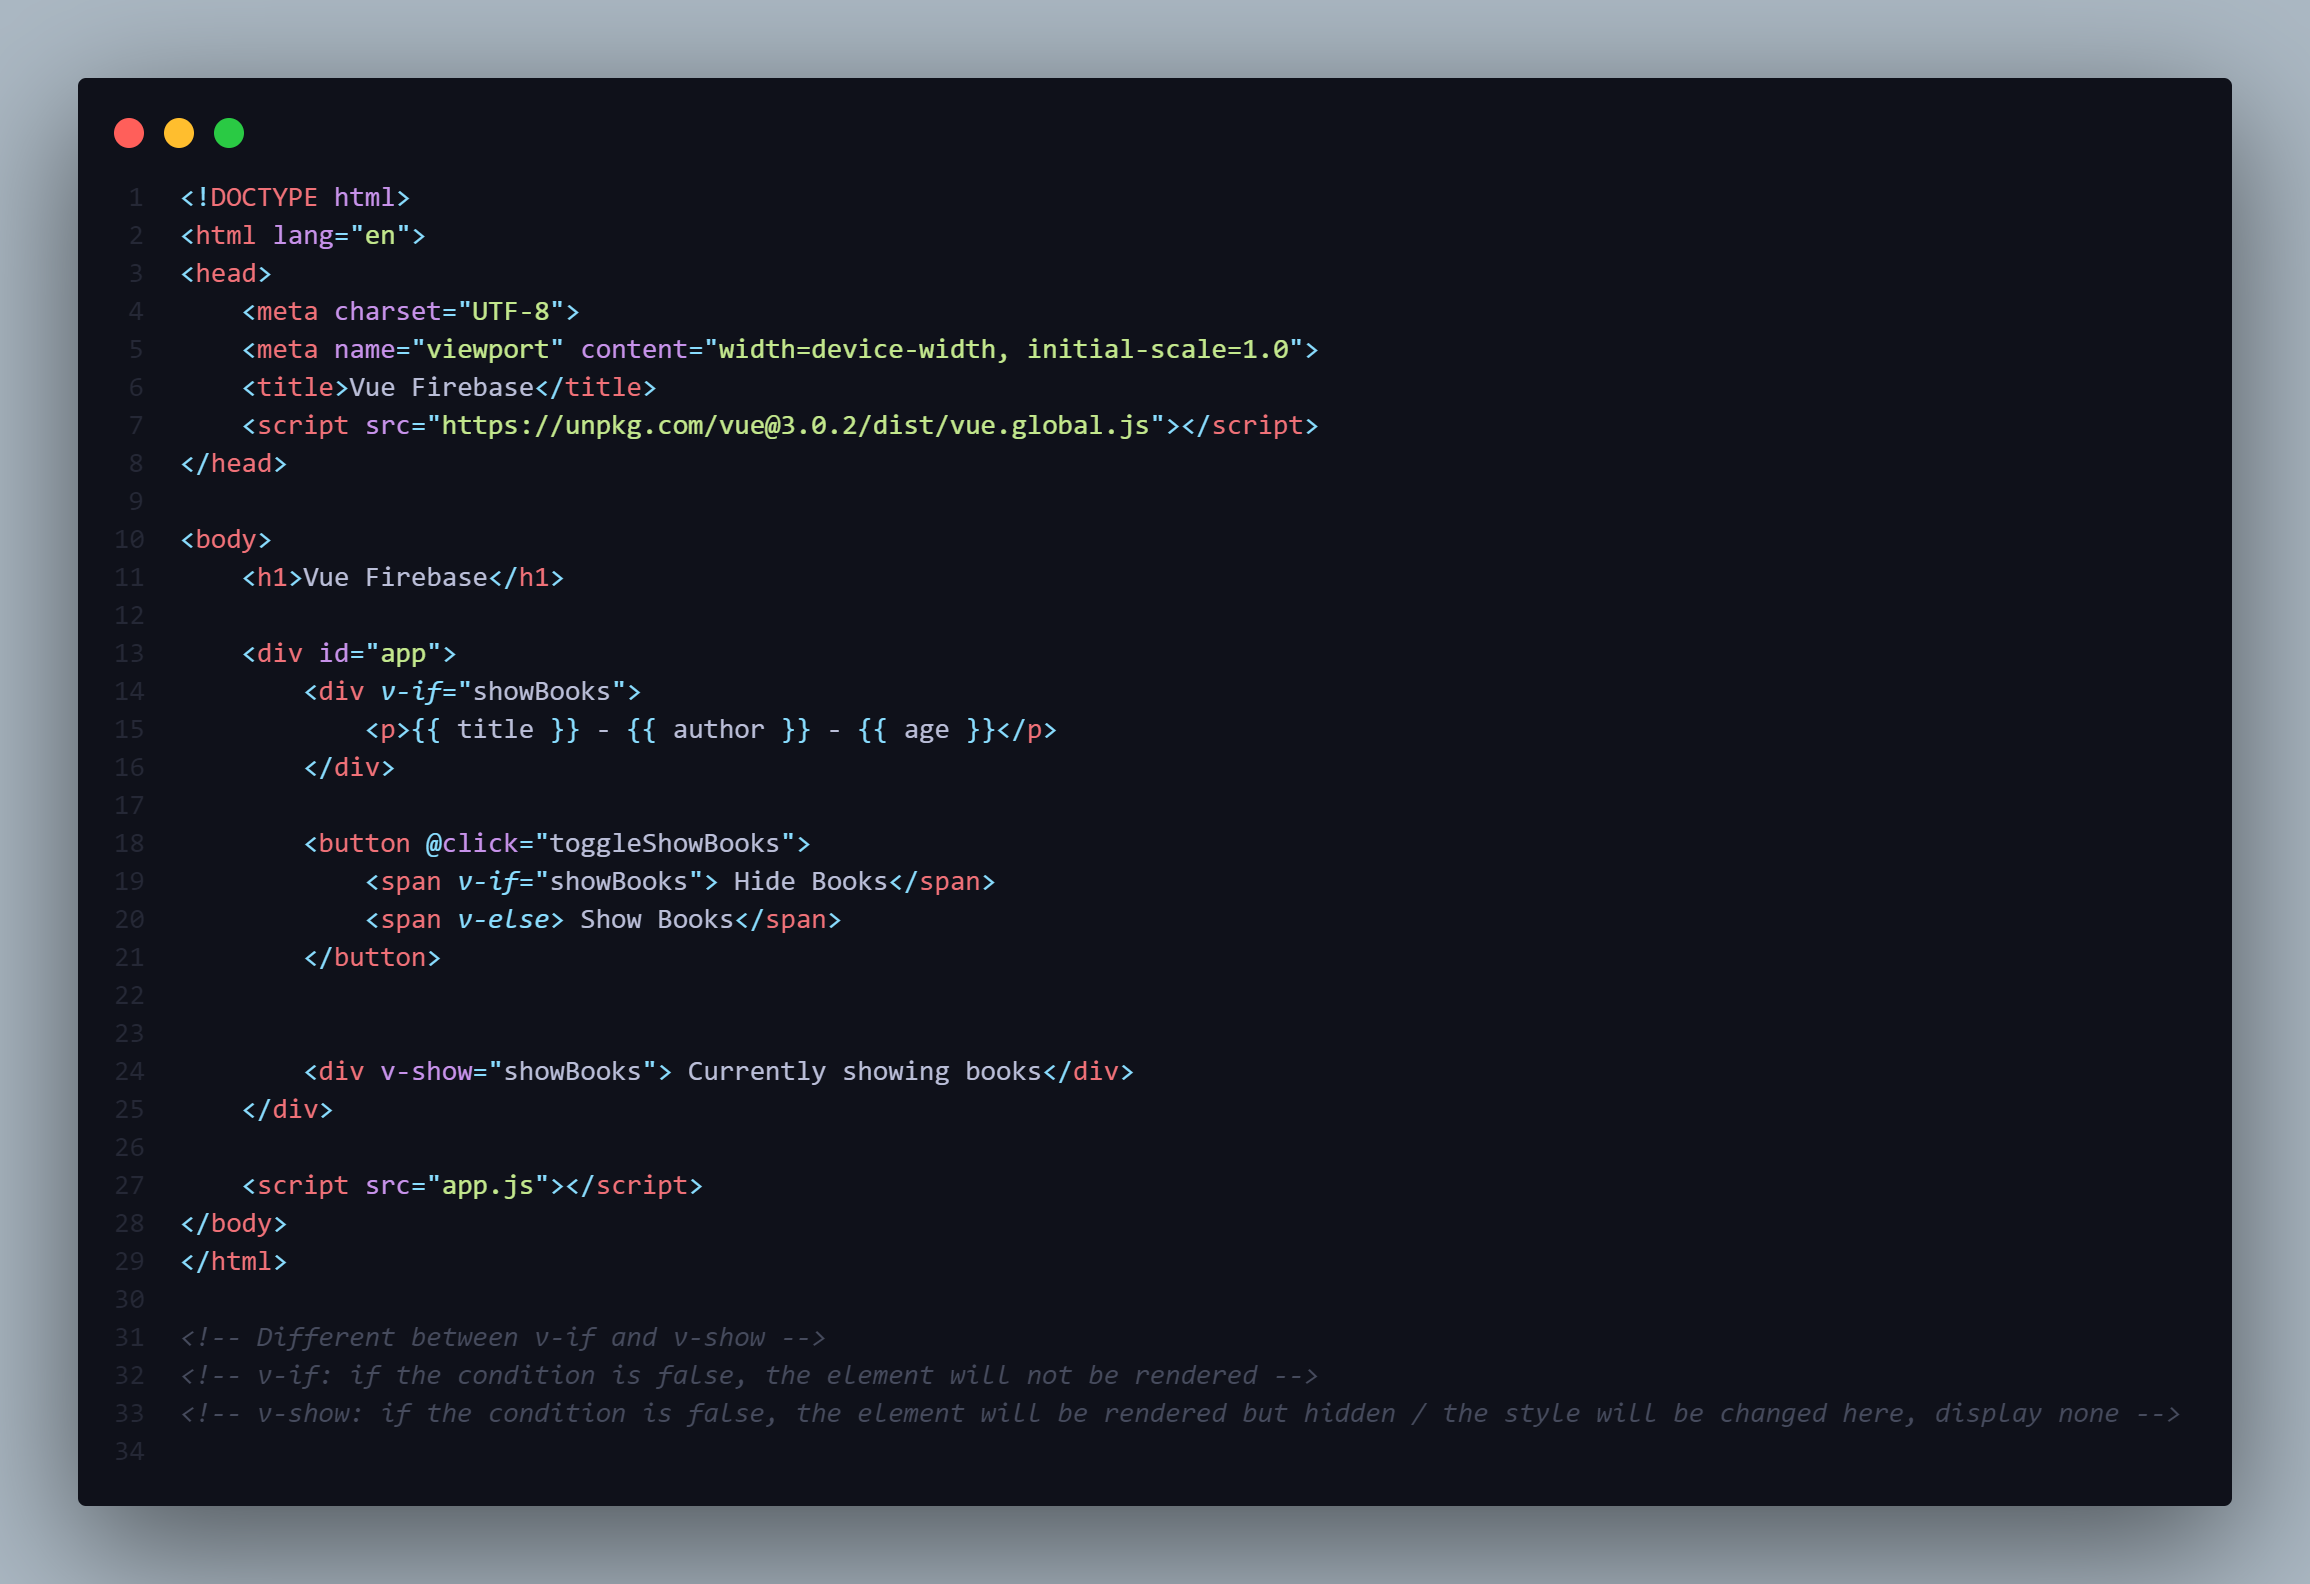 1 <!DOCTYPE html>
2 <html lang="en">
3 <head>
4     <meta charset="UTF-8">
5     <meta name="viewport" content="width=device-width, initial-scale=1.0">
6     <title>Vue Firebase</title>
7     <script src="https://unpkg.com/vue@3.0.2/dist/vue.global.js"></script>
8 </head>
9
10 <body>
11     <h1>Vue Firebase</h1>
12
13     <div id="app">
14         <div v-if="showBooks">
15             <p>{{ title }} - {{ author }} - {{ age }}</p>
16         </div>
17
18         <button @click="toggleShowBooks">
19             <span v-if="showBooks"> Hide Books</span>
20             <span v-else> Show Books</span>
21         </button>
22
23
24         <div v-show="showBooks"> Currently showing books</div>
25     </div>
26
27     <script src="app.js"></script>
28 </body>
29 </html>
30
31 <!-- Different between v-if and v-show -->
32 <!-- v-if: if the condition is false, the element will not be rendered -->
33 <!-- v-show: if the condition is false, the element will be rendered but hidden / the style will be changed here, display none -->
34